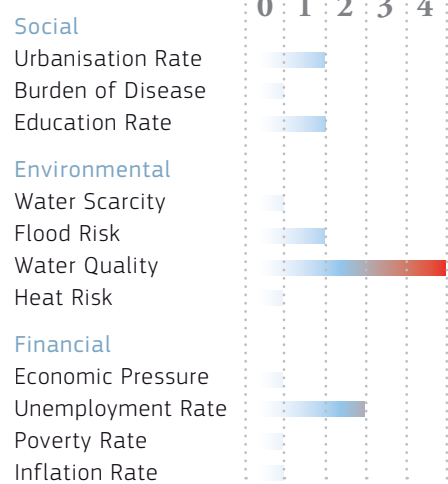 0 1 2 3 4
Social
Urbanisation Rate
Burden of Disease
Education Rate
Environmental
Water Scarcity
Flood Risk
Water Quality
Heat Risk
Financial
Economic Pressure
Unemployment Rate
Poverty Rate
Inflation Rate